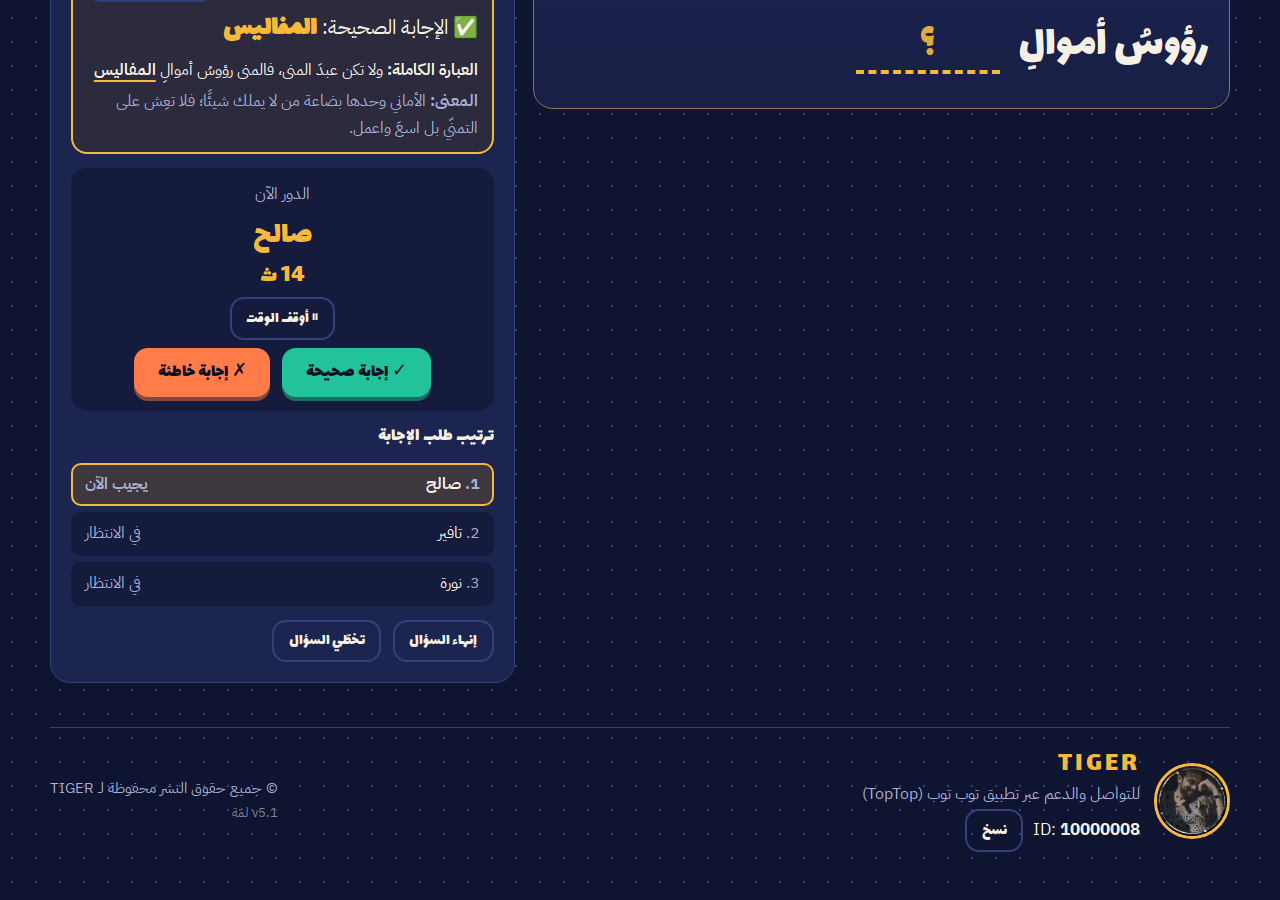 رؤوسُ أموالِ ؟
✅ الإجابة الصحيحة: المفاليس
العبارة الكاملة: ولا تكن عبدَ المنى، فالمنى رؤوسُ أموالِ المفاليس
المعنى: الأماني وحدها بضاعة من لا يملك شيئًا؛ فلا تعِش على
التمنّي بل اسعَ واعمل.
الدور الآن
صالح
14 ث
⏸ أوقف الوقت
✓ إجابة صحيحة
✗ إجابة خاطئة
ترتيب طلب الإجابة
1. صالح يجيب الآن
2. تافير في الانتظار
3. نورة في الانتظار
إنهاء السؤال
تخطّي السؤال
TIGER
للتواصل والدعم عبر تطبيق توب توب (TopTop)
ID: 10000008 نسخ
© جميع حقوق النشر محفوظة لـ TIGER
لمّة v5.1